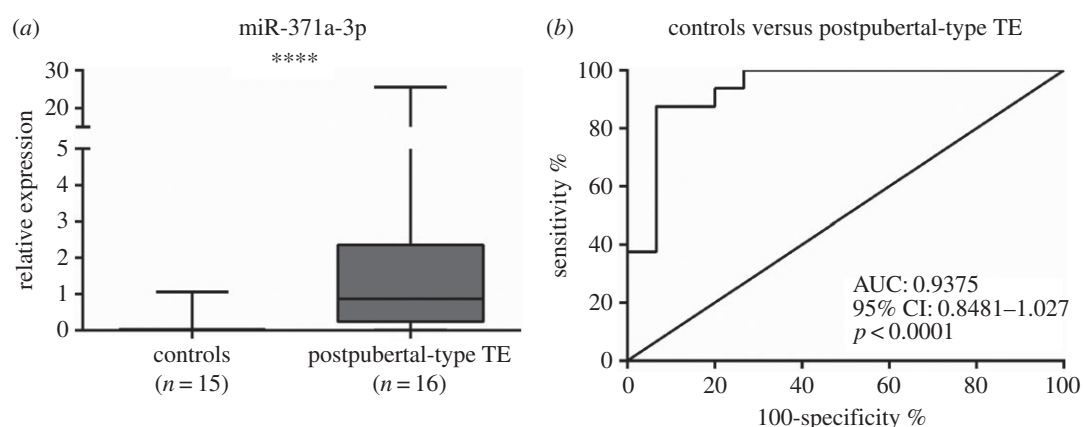 (a)
miR-371a-3p
****
relative expression
30
20
5
4
3
2
1
0
controls
(n = 15)
postpubertal-type TE
(n = 16)
(b)
controls versus postpubertal-type TE
sensitivity %
100
80
60
40
20
0
AUC: 0.9375
95% CI: 0.8481–1.027
p < 0.0001
0
20
40
60
80
100
100-specificity %